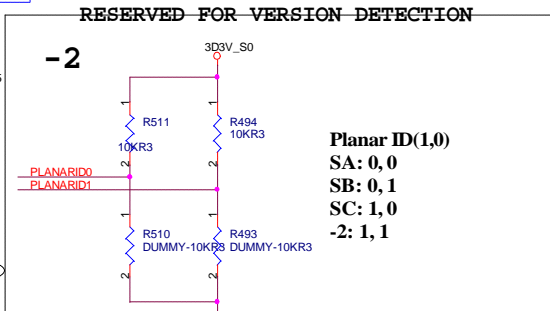 RESERVED FOR VERSION DETECTION
-2
3D3V_S0
1
1
R511
R494
10KR3
10KR3
2
2
PLANARID0
PLANARID1
Planar ID(1,0)
SA: 0, 0
SB: 0, 1
SC: 1, 0
-2: 1, 1
1
1
R510
R493
DUMMY-10KR3
DUMMY-10KR3
2
2